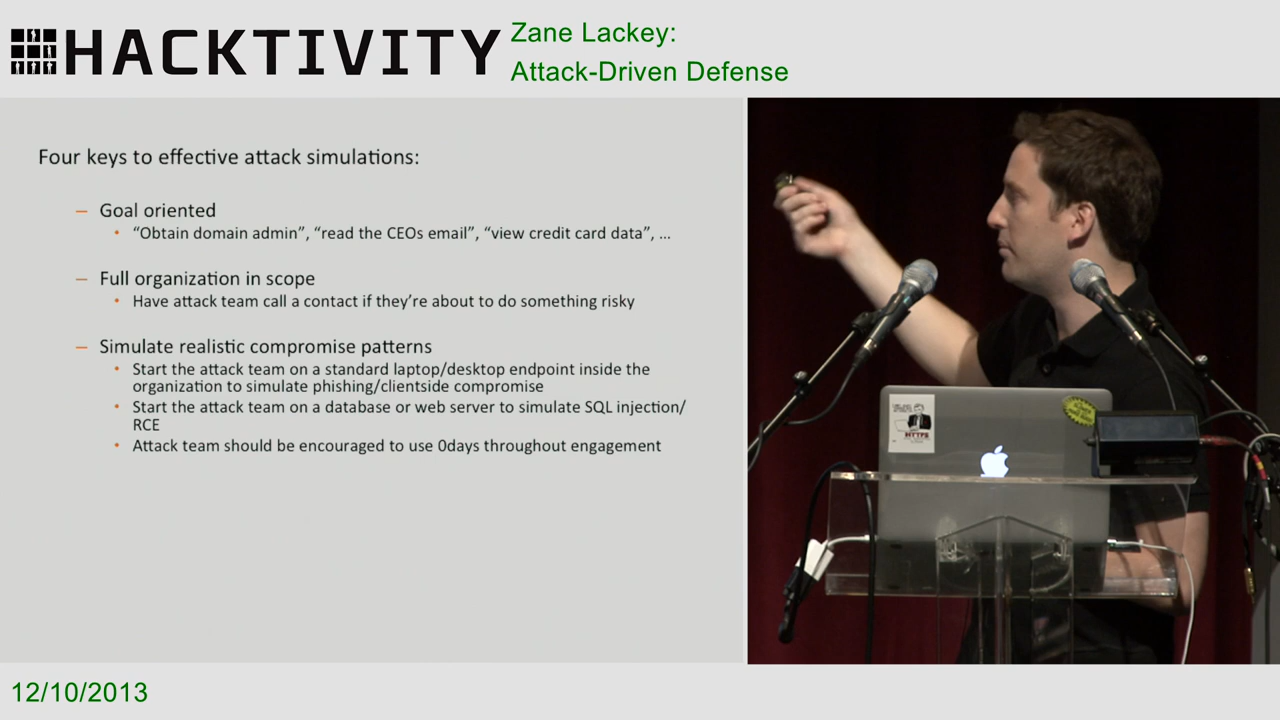 HACKTIVITY
Zane Lackey:
Attack-Driven Defense
Four keys to effective attack simulations:
– Goal oriented
• “Obtain domain admin”, “read the CEOs email”, “view credit card data”, ...
– Full organization in scope
• Have attack team call a contact if they’re about to do something risky
– Simulate realistic compromise patterns
• Start the attack team on a standard laptop/desktop endpoint inside the
organization to simulate phishing/clientside compromise
• Start the attack team on a database or web server to simulate SQL injection/
RCE
• Attack team should be encouraged to use 0days throughout engagement
HTTPS
12/10/2013